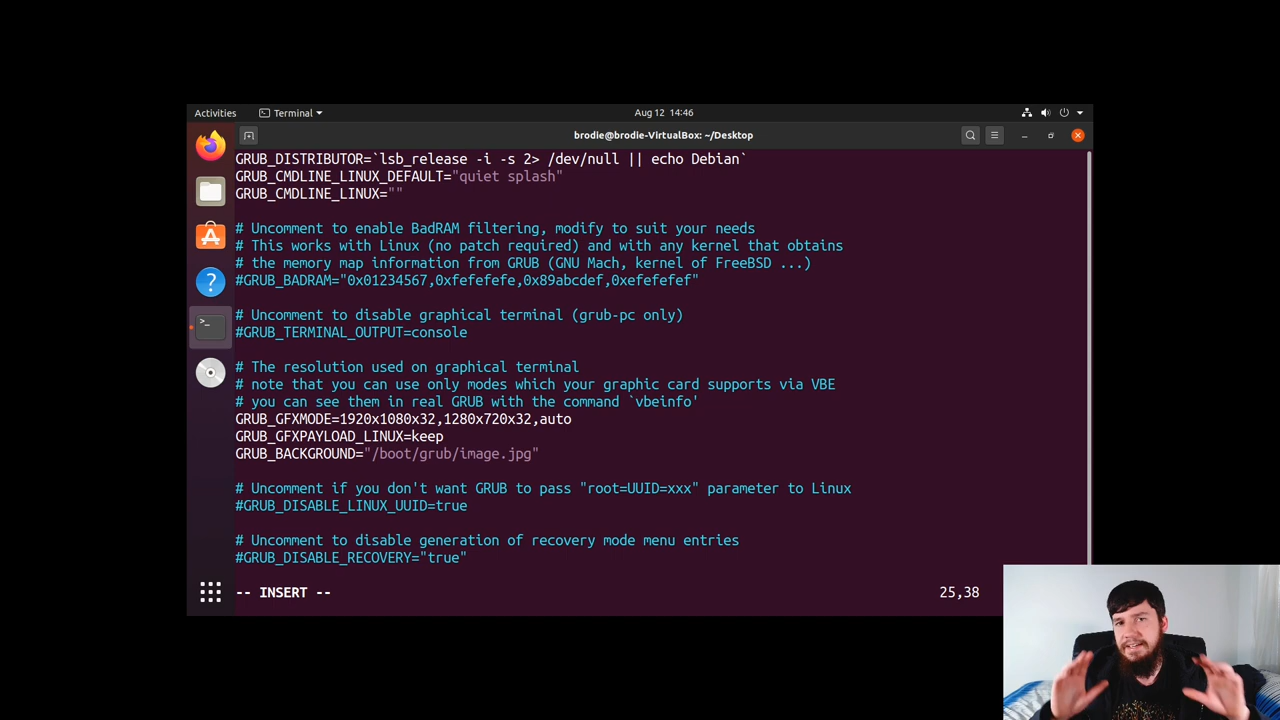 Activities
Terminal
Aug 12 14:46
brodie@brodie-VirtualBox: ~/Desktop
GRUB_DISTRIBUTOR=`lsb_release -i -s 2> /dev/null || echo Debian`
GRUB_CMDLINE_LINUX_DEFAULT="quiet splash"
GRUB_CMDLINE_LINUX=""
# Uncomment to enable BadRAM filtering, modify to suit your needs
# This works with Linux (no patch required) and with any kernel that obtains
# the memory map information from GRUB (GNU Mach, kernel of FreeBSD ...)
#GRUB_BADRAM="0x01234567,0xfefefefe,0x89abcdef,0xefefefef"
# Uncomment to disable graphical terminal (grub-pc only)
#GRUB_TERMINAL_OUTPUT=console
# The resolution used on graphical terminal
# note that you can use only modes which your graphic card supports via VBE
# you can see them in real GRUB with the command `vbeinfo'
GRUB_GFXMODE=1920x1080x32,1280x720x32,auto
GRUB_GFXPAYLOAD_LINUX=keep
GRUB_BACKGROUND="/boot/grub/image.jpg"
# Uncomment if you don't want GRUB to pass "root=UUID=xxx" parameter to Linux
#GRUB_DISABLE_LINUX_UUID=true
# Uncomment to disable generation of recovery mode menu entries
#GRUB_DISABLE_RECOVERY="true"
-- INSERT --
25,38